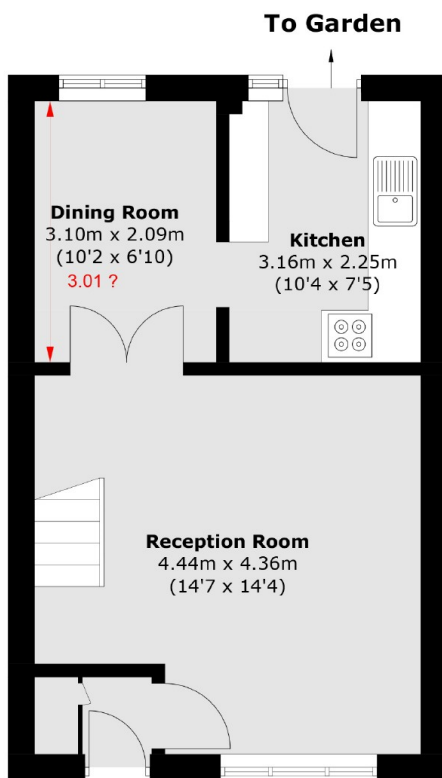 To Garden
Dining Room
3.10m x 2.09m
(10'2 x 6'10)
3.01 ?
Kitchen
3.16m x 2.25m
(10'4 x 7'5)
Reception Room
4.44m x 4.36m
(14'7 x 14'4)